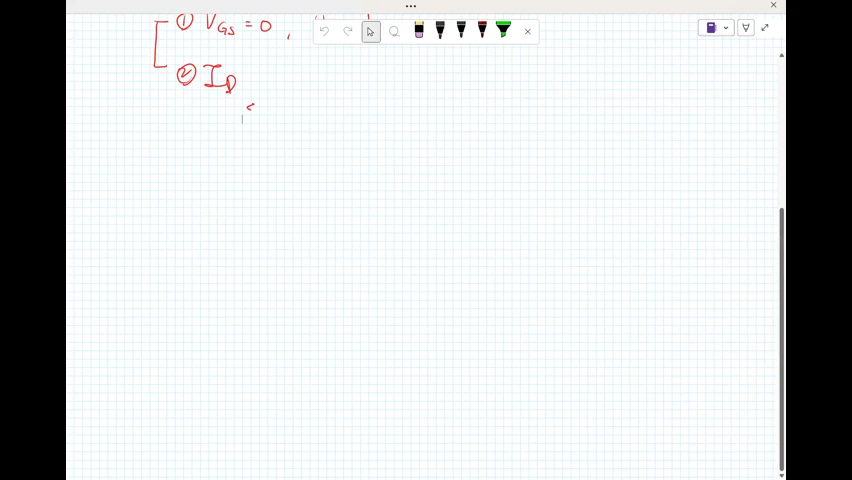 ① V_GS = 0 ,
② I_D